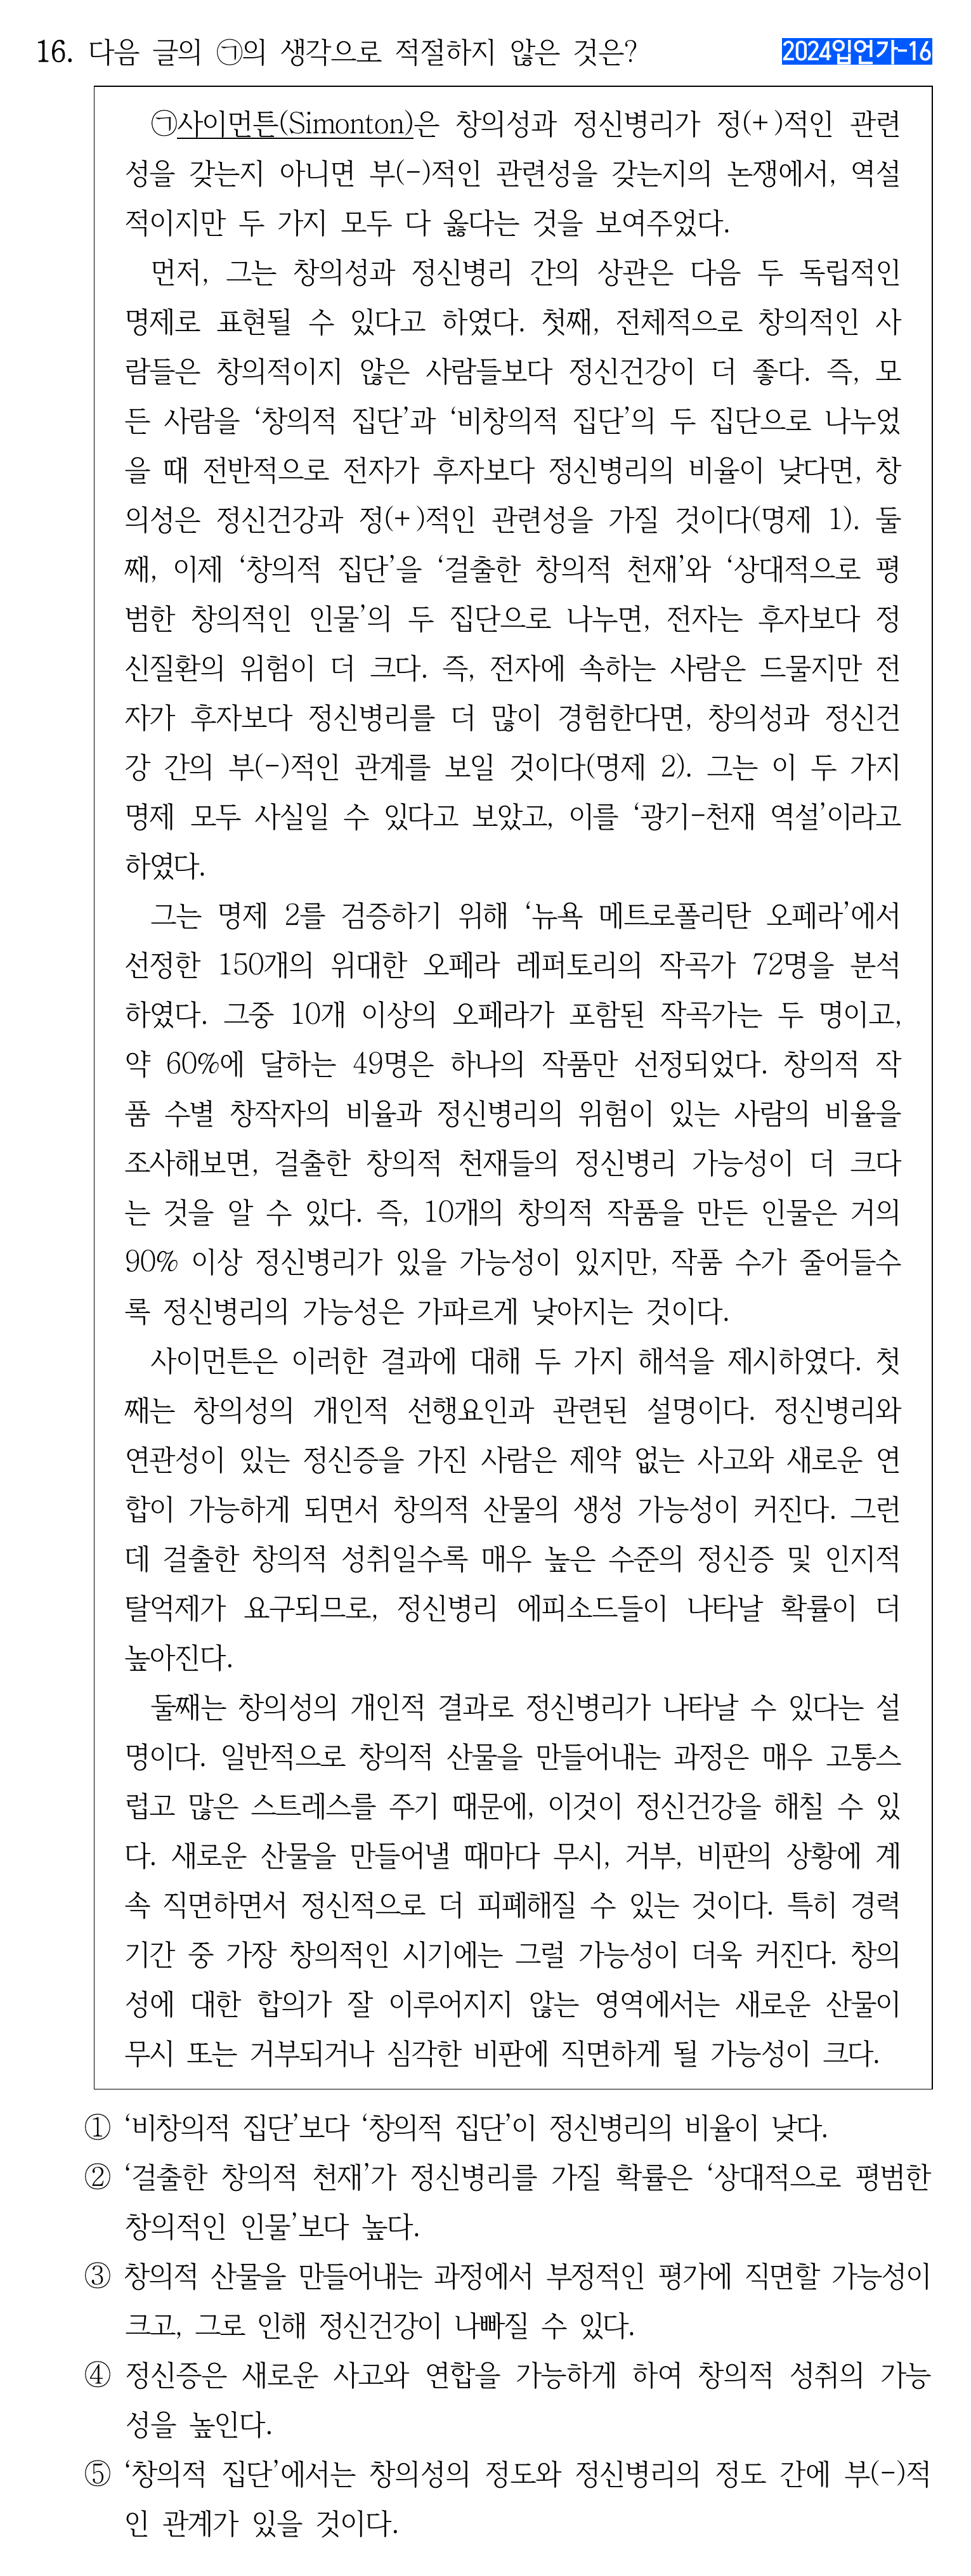 16. 다음 글의 ㉠의 생각으로 적절하지 않은 것은? 2024입언가-16
㉠사이먼튼(Simonton)은 창의성과 정신병리가 정(+)적인 관련
성을 갖는지 아니면 부(-)적인 관련성을 갖는지의 논쟁에서, 역설
적이지만 두 가지 모두 다 옳다는 것을 보여주었다.
먼저, 그는 창의성과 정신병리 간의 상관은 다음 두 독립적인
명제로 표현될 수 있다고 하였다. 첫째, 전체적으로 창의적인 사
람들은 창의적이지 않은 사람들보다 정신건강이 더 좋다. 즉, 모
든 사람을 ‘창의적 집단’과 ‘비창의적 집단’의 두 집단으로 나누었
을 때 전반적으로 전자가 후자보다 정신병리의 비율이 낮다면, 창
의성은 정신건강과 정(+)적인 관련성을 가질 것이다(명제 1). 둘
째, 이제 ‘창의적 집단’을 ‘걸출한 창의적 천재’와 ‘상대적으로 평
범한 창의적인 인물’의 두 집단으로 나누면, 전자는 후자보다 정
신질환의 위험이 더 크다. 즉, 전자에 속하는 사람은 드물지만 전
자가 후자보다 정신병리를 더 많이 경험한다면, 창의성과 정신건
강 간의 부(-)적인 관계를 보일 것이다(명제 2). 그는 이 두 가지
명제 모두 사실일 수 있다고 보았고, 이를 ‘광기-천재 역설’이라고
하였다.
그는 명제 2를 검증하기 위해 ‘뉴욕 메트로폴리탄 오페라’에서
선정한 150개의 위대한 오페라 레퍼토리의 작곡가 72명을 분석
하였다. 그중 10개 이상의 오페라가 포함된 작곡가는 두 명이고,
약 60%에 달하는 49명은 하나의 작품만 선정되었다. 창의적 작
품 수별 창작자의 비율과 정신병리의 위험이 있는 사람의 비율을
조사해보면, 걸출한 창의적 천재들의 정신병리 가능성이 더 크다
는 것을 알 수 있다. 즉, 10개의 창의적 작품을 만든 인물은 거의
90% 이상 정신병리가 있을 가능성이 있지만, 작품 수가 줄어들수
록 정신병리의 가능성은 가파르게 낮아지는 것이다.
사이먼튼은 이러한 결과에 대해 두 가지 해석을 제시하였다. 첫
째는 창의성의 개인적 선행요인과 관련된 설명이다. 정신병리와
연관성이 있는 정신증을 가진 사람은 제약 없는 사고와 새로운 연
합이 가능하게 되면서 창의적 산물의 생성 가능성이 커진다. 그런
데 걸출한 창의적 성취일수록 매우 높은 수준의 정신증 및 인지적
탈억제가 요구되므로, 정신병리 에피소드들이 나타날 확률이 더
높아진다.
둘째는 창의성의 개인적 결과로 정신병리가 나타날 수 있다는 설
명이다. 일반적으로 창의적 산물을 만들어내는 과정은 매우 고통스
럽고 많은 스트레스를 주기 때문에, 이것이 정신건강을 해칠 수 있
다. 새로운 산물을 만들어낼 때마다 무시, 거부, 비판의 상황에 계
속 직면하면서 정신적으로 더 피폐해질 수 있는 것이다. 특히 경력
기간 중 가장 창의적인 시기에는 그럴 가능성이 더욱 커진다. 창의
성에 대한 합의가 잘 이루어지지 않는 영역에서는 새로운 산물이
무시 또는 거부되거나 심각한 비판에 직면하게 될 가능성이 크다.
① ‘비창의적 집단’보다 ‘창의적 집단’이 정신병리의 비율이 낮다.
② ‘걸출한 창의적 천재’가 정신병리를 가질 확률은 ‘상대적으로 평범한
창의적인 인물’보다 높다.
③ 창의적 산물을 만들어내는 과정에서 부정적인 평가에 직면할 가능성이
크고, 그로 인해 정신건강이 나빠질 수 있다.
④ 정신증은 새로운 사고와 연합을 가능하게 하여 창의적 성취의 가능
성을 높인다.
⑤ ‘창의적 집단’에서는 창의성의 정도와 정신병리의 정도 간에 부(-)적
인 관계가 있을 것이다.